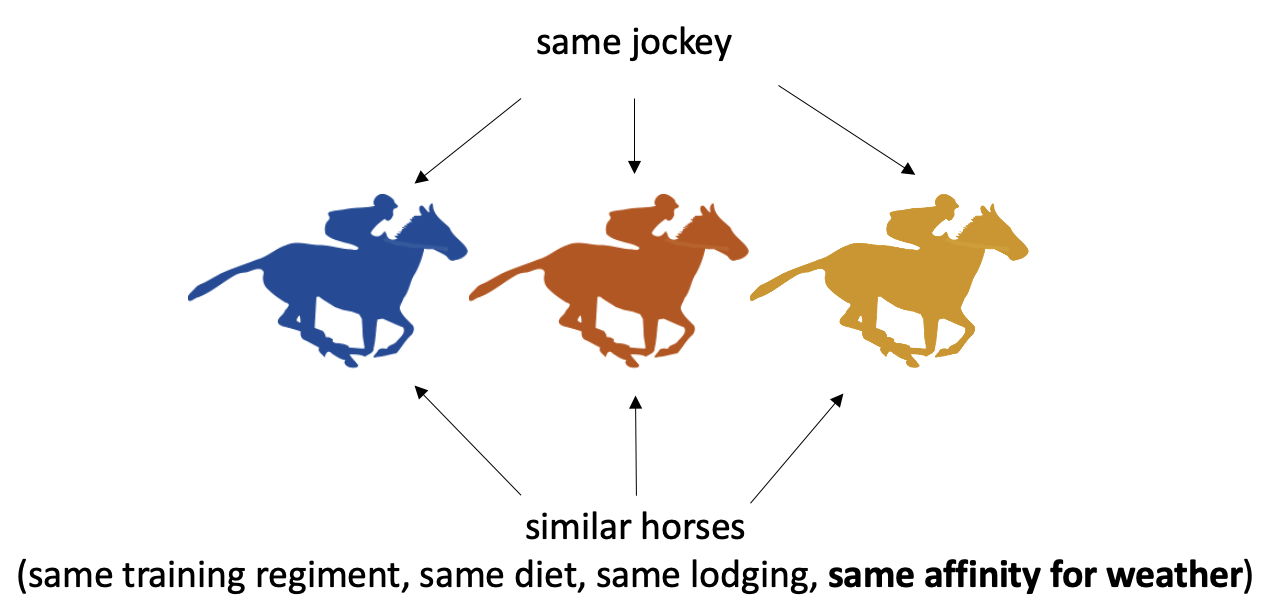 same jockey
similar horses
(same training regiment, same diet, same lodging, same affinity for weather)